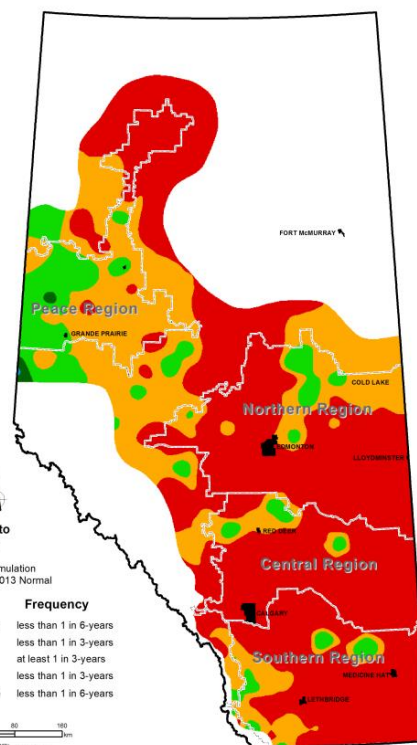 FORT McMURRAY
Peace Region
GRANDE PRAIRIE
COLD LAKE
Northern Region
EDMONTON
LLOYDMINSTER
to
RED DEER
mulation
013 Normal
Central Region
Frequency
CALGARY
less than 1 in 6-years
less than 1 in 3-years
Southern Region
at least 1 in 3-years
MEDICINE HAT
less than 1 in 3-years
less than 1 in 6-years
LETHBRIDGE
80 160
km